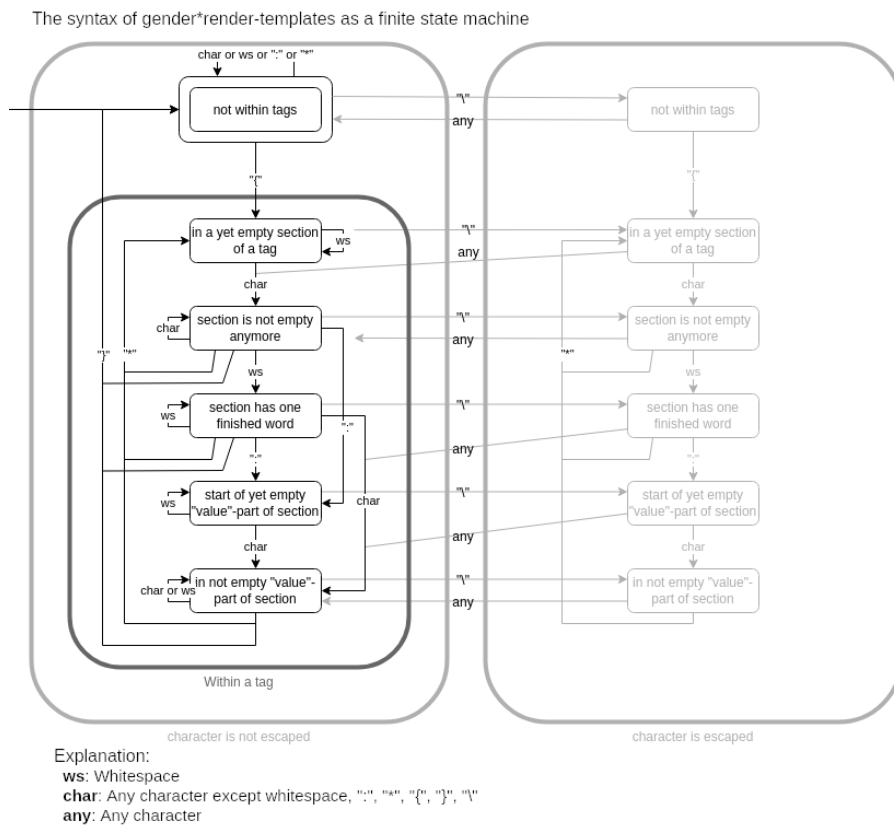 The syntax of gender*render-templates as a finite state machine
char or ws or ":" or "*"
not within tags
"\"
any
not within tags
"{"
"{"
in a yet empty section
of a tag
ws
"\"
any
in a yet empty section
of a tag
char
char
section is not empty
anymore
char
"\"
any
section is not empty
anymore
"}"
"*"
"*"
ws
ws
section has one
finished word
ws
"\"
section has one
finished word
":"
any
":"
":"
start of yet empty
"value"-part of section
ws
"\"
start of yet empty
"value"-part of section
char
any
char
char
in not empty "value"-
part of section
char or ws
"\"
any
in not empty "value"-
part of section
Within a tag
character is not escaped
character is escaped
Explanation:
ws: Whitespace
char: Any character except whitespace, ":", "*", "{", "}", "\"
any: Any character